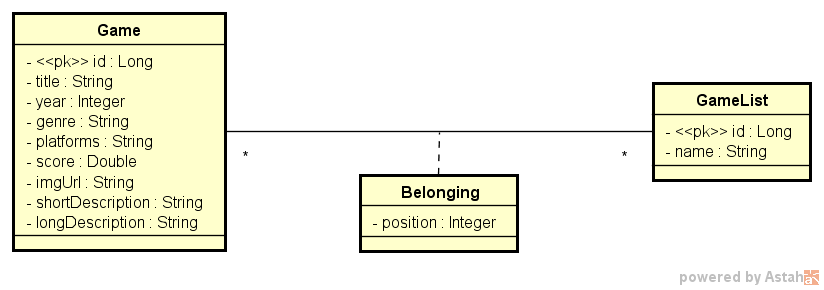 Game
- <<pk>> id : Long
- title : String
- year : Integer
- genre : String
- platforms : String
- score : Double
- imgUrl : String
- shortDescription : String
- longDescription : String
*
*
GameList
- <<pk>> id : Long
- name : String
Belonging
- position : Integer
powered by Astah